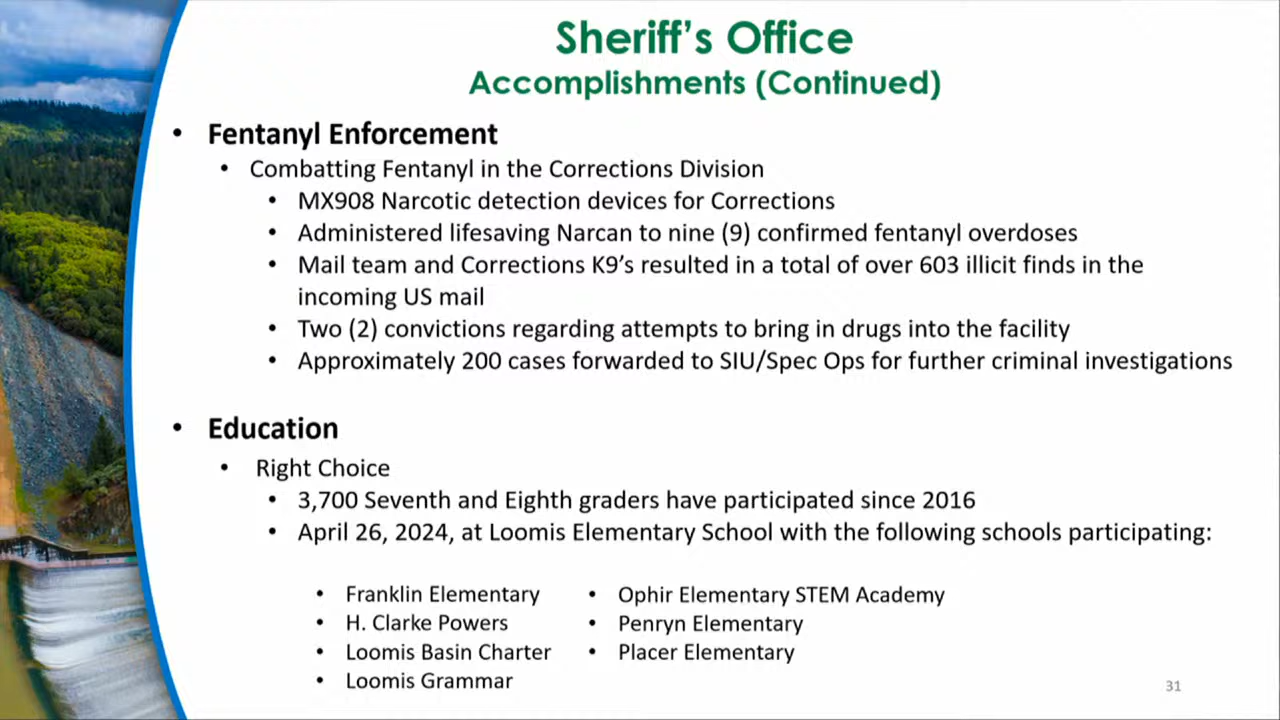 Sheriff's Office
Accomplishments (Continued)
• Fentanyl Enforcement
• Combatting Fentanyl in the Corrections Division
• MX908 Narcotic detection devices for Corrections
• Administered lifesaving Narcan to nine (9) confirmed fentanyl overdoses
• Mail team and Corrections K9's resulted in a total of over 603 illicit finds in the
incoming US mail
• Two (2) convictions regarding attempts to bring in drugs into the facility
• Approximately 200 cases forwarded to SIU/Spec Ops for further criminal investigations
• Education
• Right Choice
• 3,700 Seventh and Eighth graders have participated since 2016
• April 26, 2024, at Loomis Elementary School with the following schools participating:
• Franklin Elementary
• H. Clarke Powers
• Loomis Basin Charter
• Loomis Grammar
• Ophir Elementary STEM Academy
• Penryn Elementary
• Placer Elementary
31